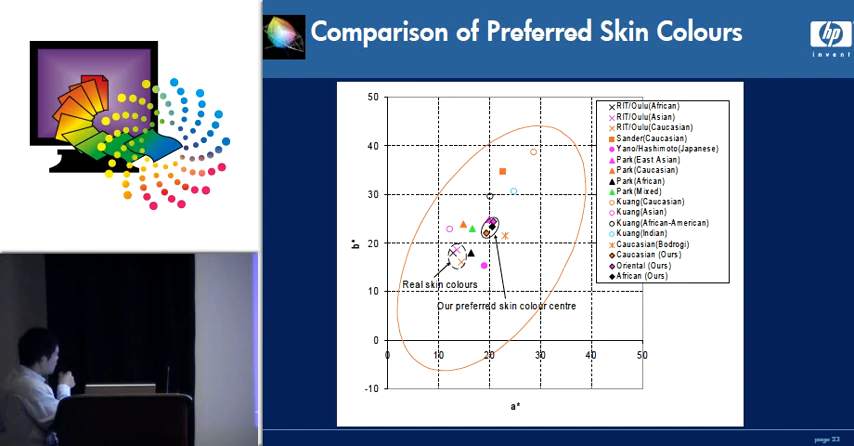 Comparison of Preferred Skin Colours
hp
invent
50
40
30
20
10
0
-10
0
10
20
30
40
50
b*
a*
Real skin colours
Our preferred skin colour centre
RIT/Oulu(African)
RIT/Oulu(Asian)
RIT/Oulu(Caucasian)
Sander(Caucasian)
Yano/Hashimoto(Japanese)
Park(East Asian)
Park(Caucasian)
Park(African)
Park(Mixed)
Kuang(Caucasian)
Kuang(Asian)
Kuang(African-American)
Kuang(Indian)
Caucasian(Bodrogi)
Caucasian (Ours)
Oriental (Ours)
African (Ours)
page 23